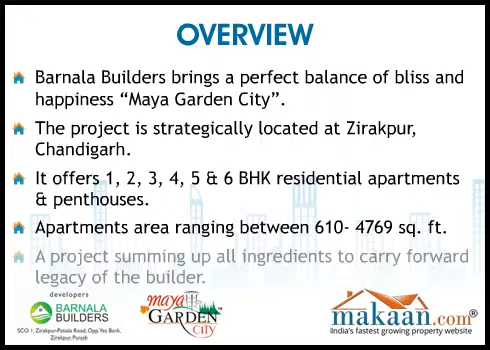 OVERVIEW
Barnala Builders brings a perfect balance of bliss and
happiness “Maya Garden City”.
The project is strategically located at Zirakpur,
Chandigarh.
It offers 1, 2, 3, 4, 5 & 6 BHK residential apartments
& penthouses.
Apartments area ranging between 610- 4769 sq. ft.
A project summing up all ingredients to carry forward
legacy of the builder.
developers
BARNALA
BUILDERS
SCO 1, Zirakpur-Patiala Road, Opp.Yes Bank,
Zirakpur, Punjab
maya
GARDEN
CITY
makaan.com®
India's fastest growing property website